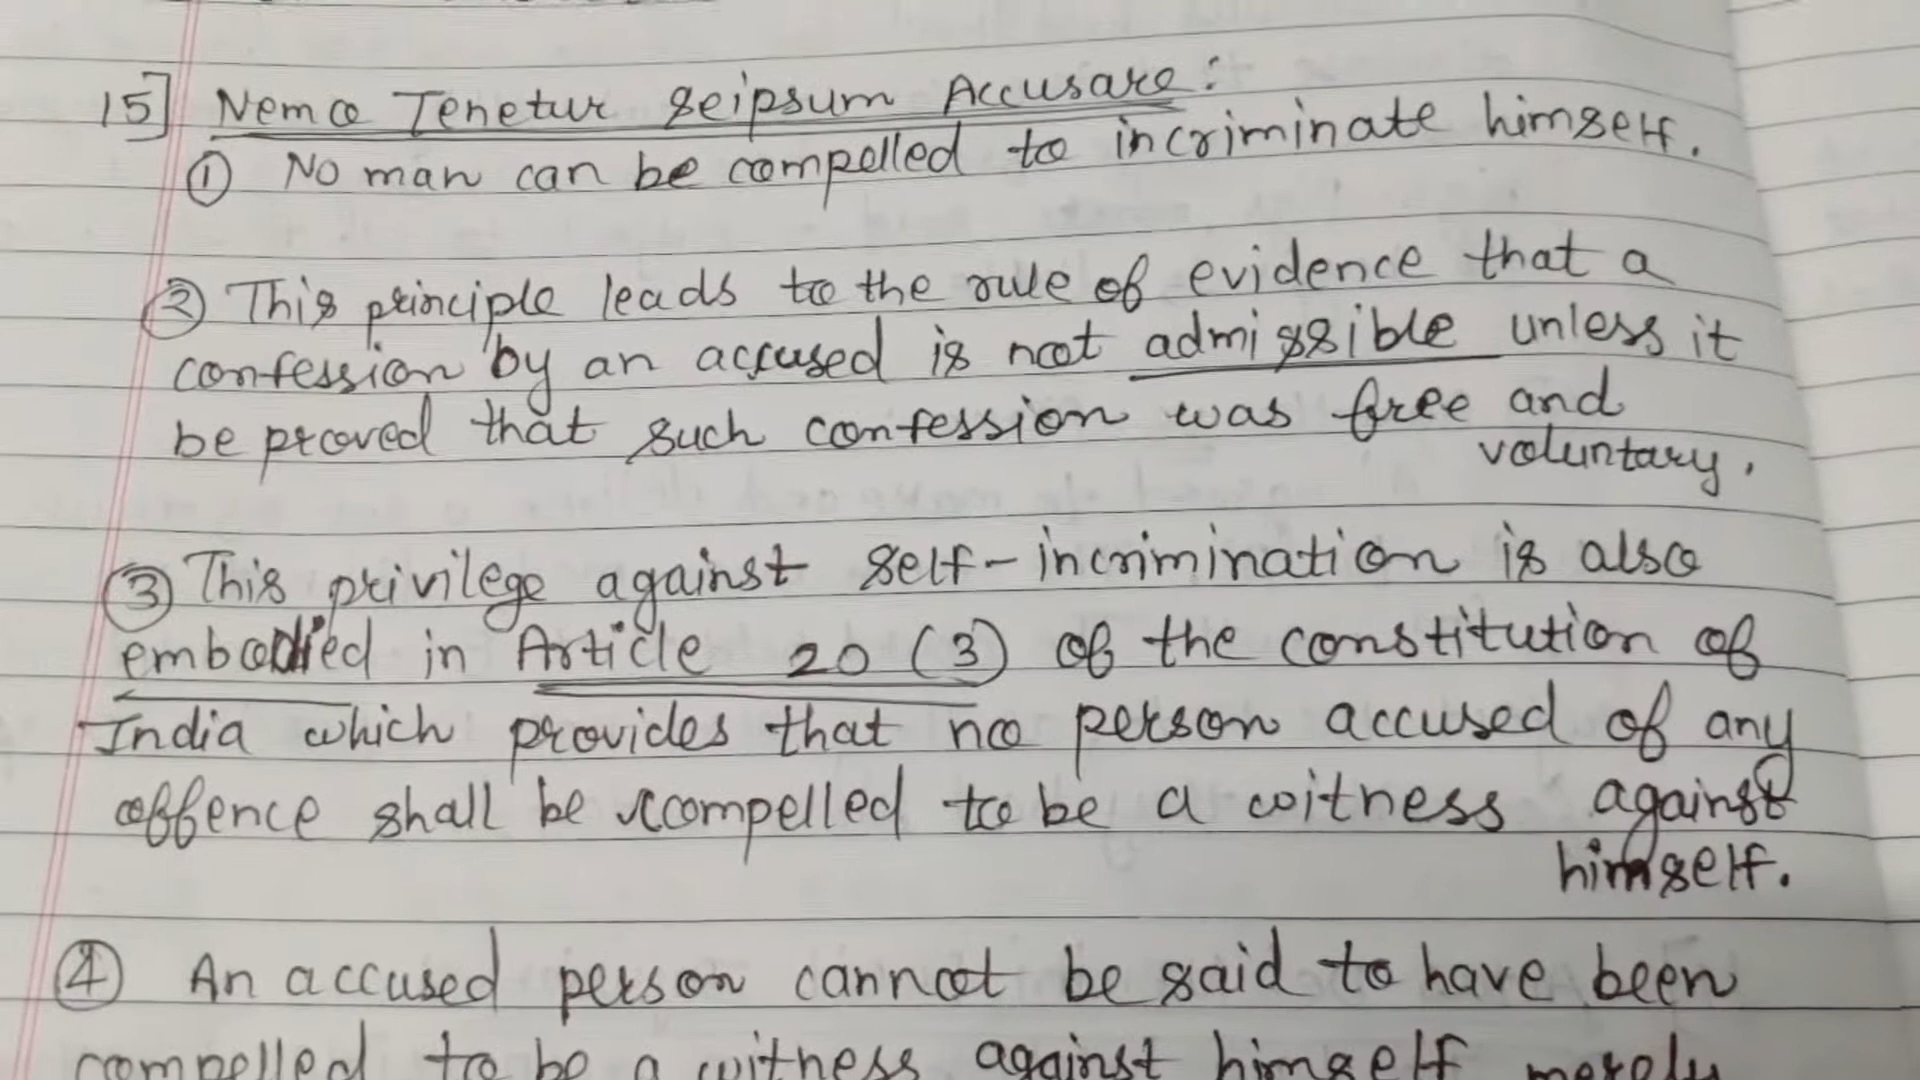 15] Nemo Tenetur seipsum Accusare:
① No man can be compelled to incriminate himself.
② This principle leads to the rule of evidence that a
confession by an accused is not admissible unless it
be proved that such confession was free and
voluntary.
③ This privilege against self-incrimination is also
embodied in Article 20 (3) of the constitution of
India which provides that no person accused of any
offence shall be compelled to be a witness against
himself.
④ An accused person cannot be said to have been
compelled to be a witness against himself merely